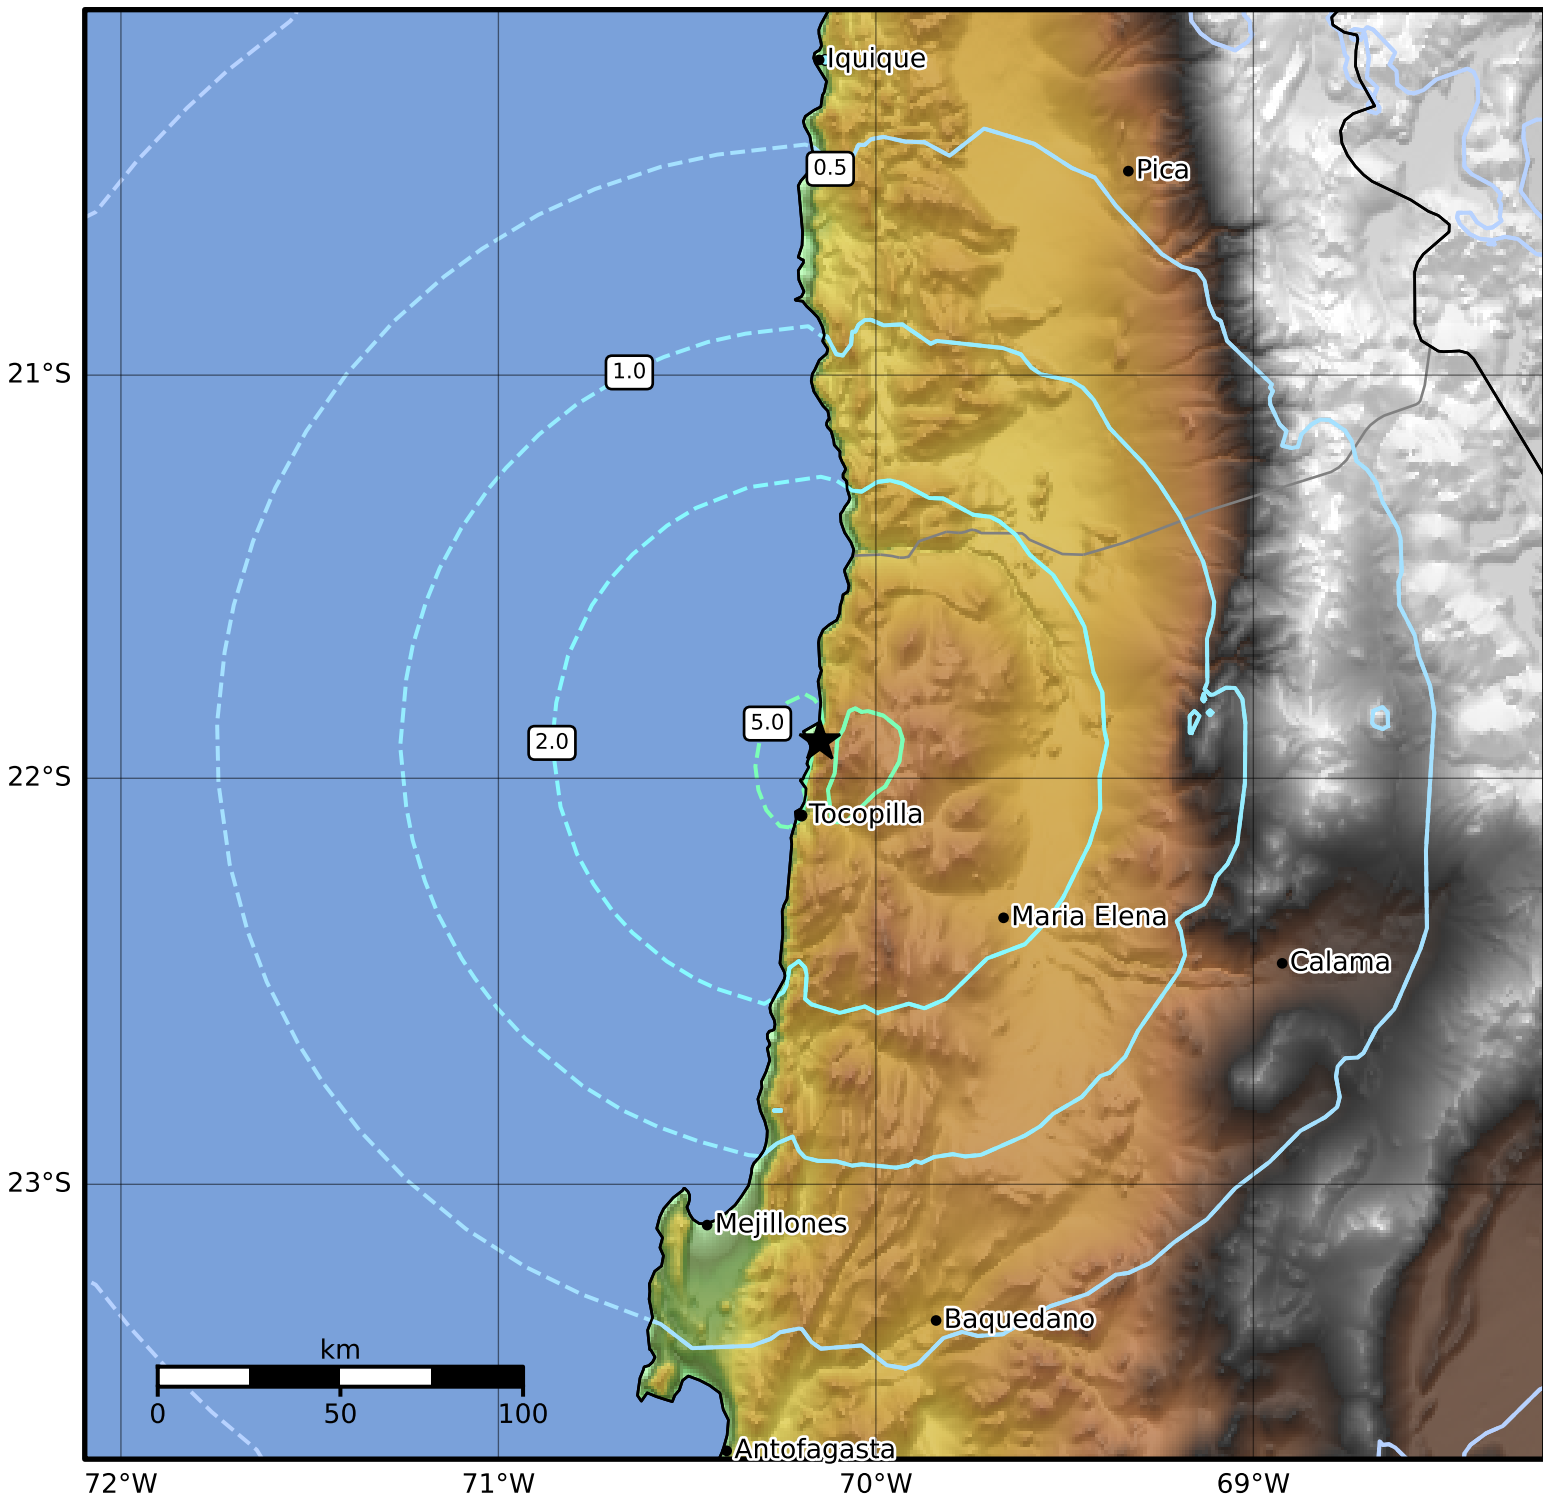 Iquique
0.5
Pica
1.0
21°S
5.0
2.0
22°S
Tocopilla
Maria Elena
Calama
23°S
Mejillones
Baquedano
km
0 50 100
Antofagasta
72°W 71°W 70°W 69°W